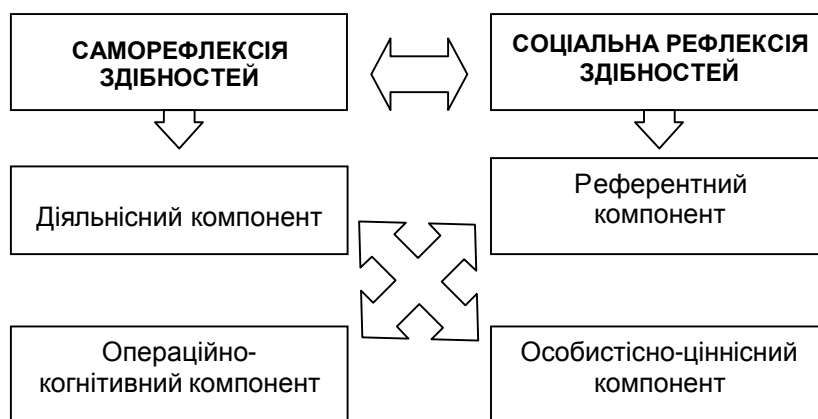 САМОРЕФЛЕКСІЯ
ЗДІБНОСТЕЙ
СОЦІАЛЬНА РЕФЛЕКСІЯ
ЗДІБНОСТЕЙ
Діяльнісний компонент
Референтний
компонент
Операційно-
когнітивний компонент
Особистісно-ціннісний
компонент